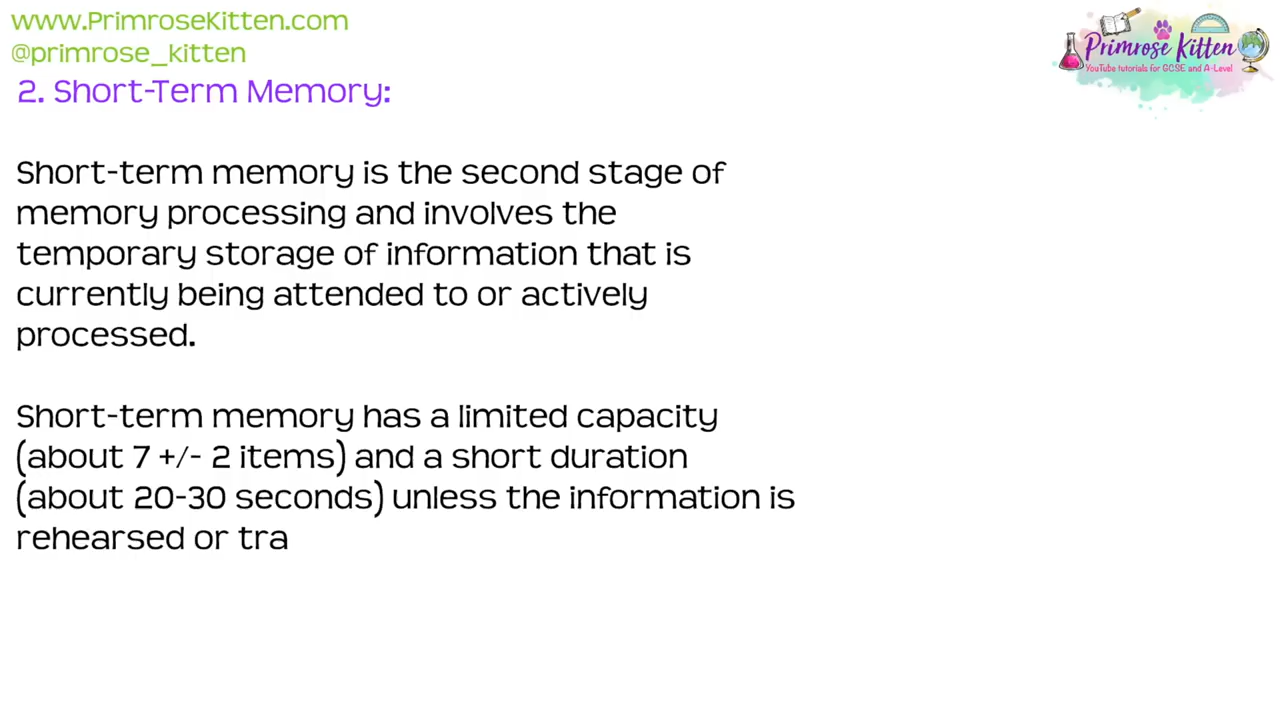 www.PrimroseKitten.com
@primrose_kitten
Primrose Kitten
YouTube tutorials for GCSE and A-Level
2. Short-Term Memory:
Short-term memory is the second stage of
memory processing and involves the
temporary storage of information that is
currently being attended to or actively
processed.
Short-term memory has a limited capacity
(about 7 +/- 2 items) and a short duration
(about 20-30 seconds) unless the information is
rehearsed or tra